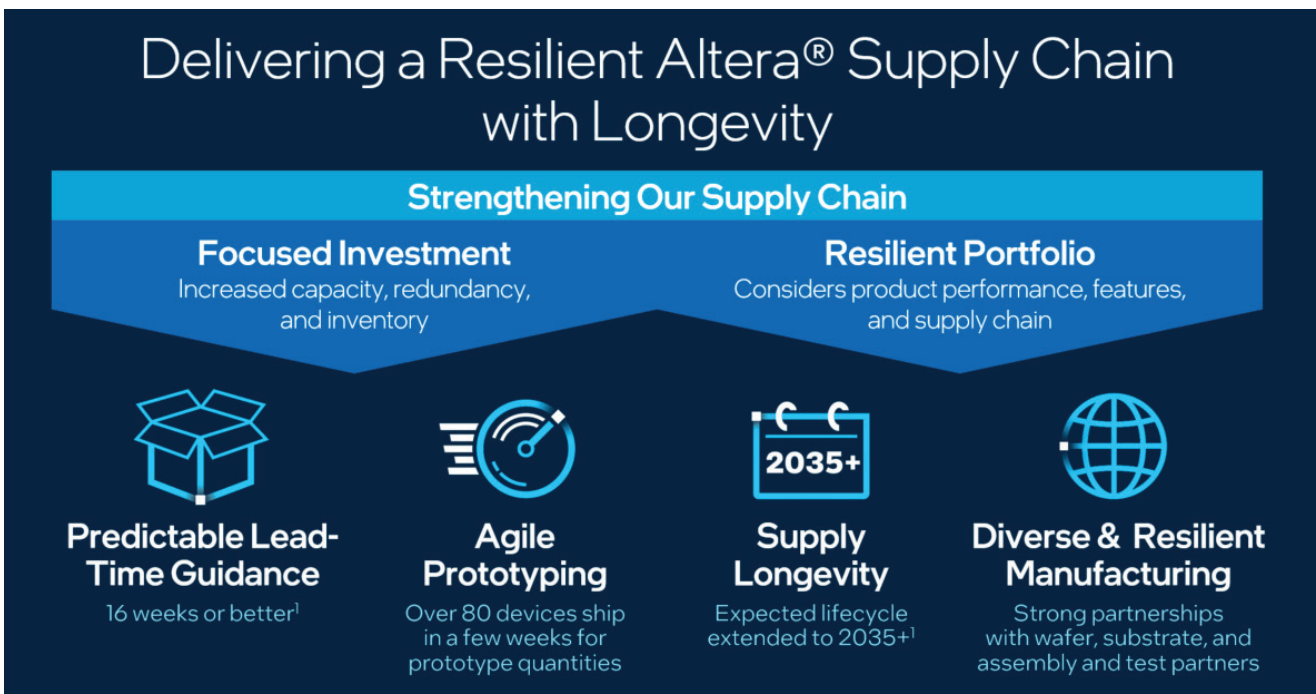 Delivering a Resilient Altera® Supply Chain
with Longevity
Strengthening Our Supply Chain
Focused Investment
Increased capacity, redundancy,
and inventory
Resilient Portfolio
Considers product performance, features,
and supply chain
Predictable Lead-
Time Guidance
16 weeks or better¹
Agile
Prototyping
Over 80 devices ship
in a few weeks for
prototype quantities
2035+
Supply
Longevity
Expected lifecycle
extended to 2035+¹
Diverse & Resilient
Manufacturing
Strong partnerships
with wafer, substrate, and
assembly and test partners